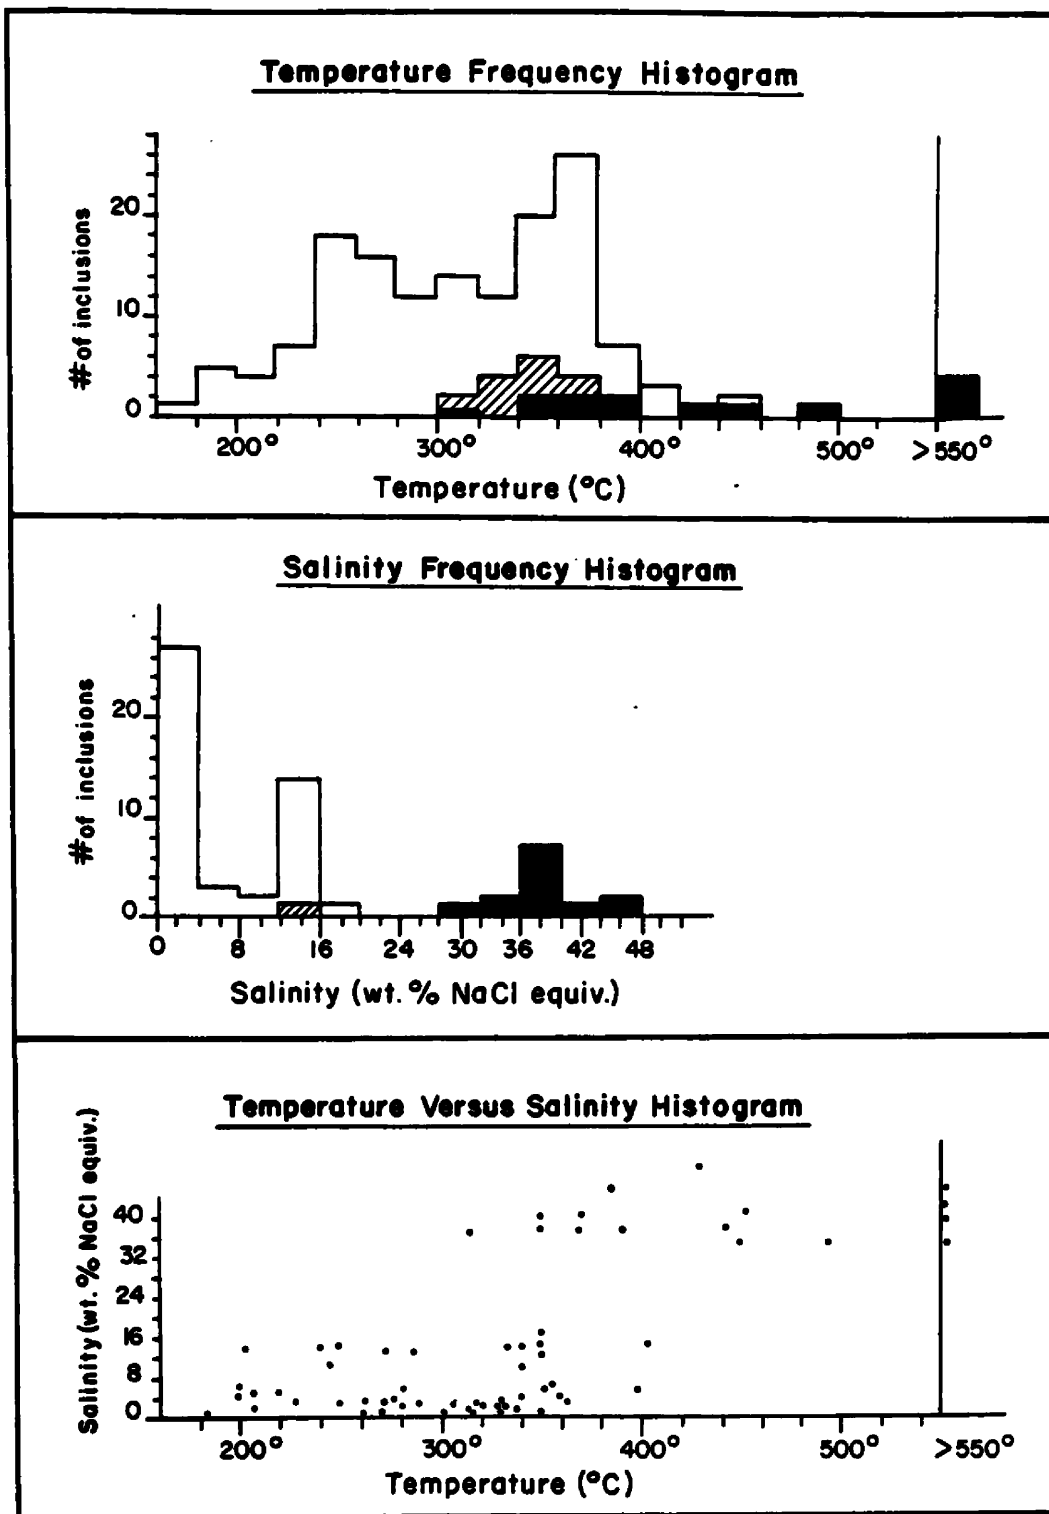 Temperature Frequency Histogram
# of inclusions
20
10
0
200° 300° 400° 500° >550°
Temperature (°C)
Salinity Frequency Histogram
# of inclusions
20
10
0
0 8 16 24 30 36 42 48
Salinity (wt. % NaCl equiv.)
Temperature Versus Salinity Histogram
Salinity (wt. % NaCl equiv.)
40
32
24
16
8
0
200° 300° 400° 500° >550°
Temperature (°C)